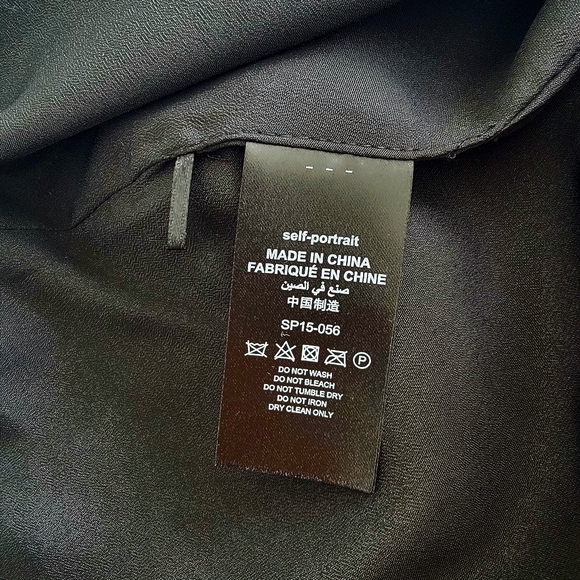 self-portrait
MADE IN CHINA
FABRIQUÉ EN CHINE
صنع في الصين
中国制造
SP15-056
P
DO NOT WASH
DO NOT BLEACH
DO NOT TUMBLE DRY
DO NOT IRON
DRY CLEAN ONLY